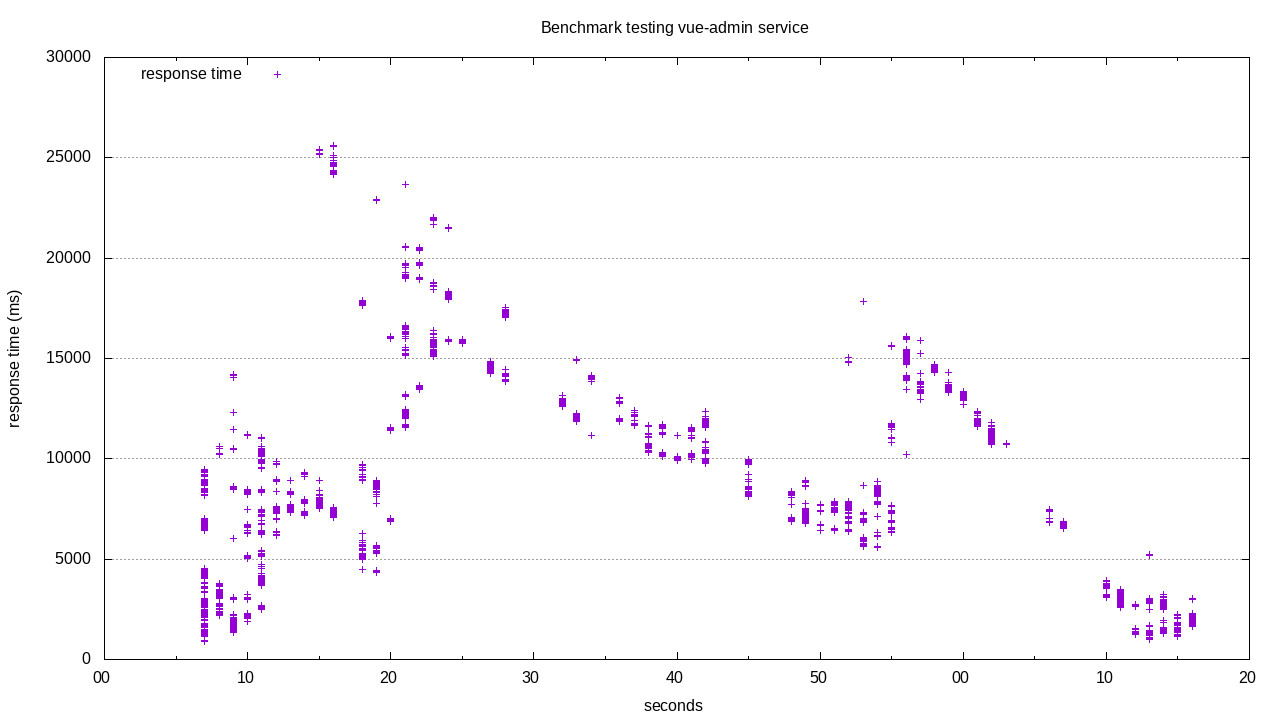 Benchmark testing vue-admin service
30000
response time
25000
20000
15000
10000
5000
0
response time (ms)
00 10 20 30 40 50 00 10 20
seconds